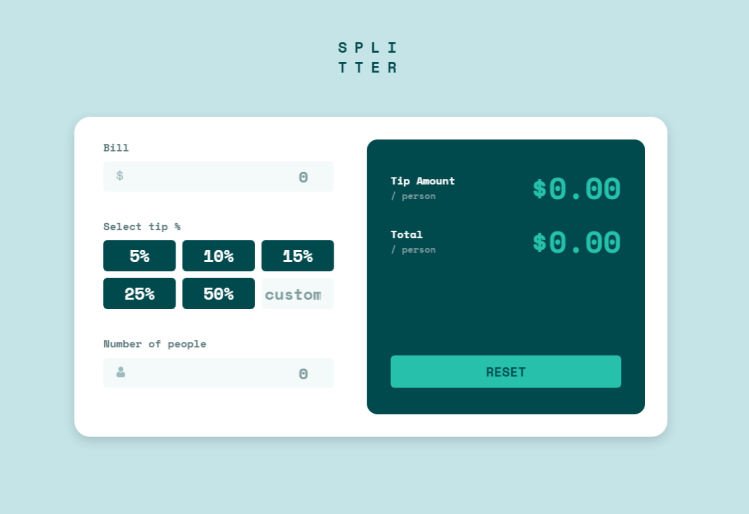 SPLI
TTER
Bill
$ 0
Select tip %
5% 10% 15%
25% 50% custom
Number of people
0
Tip Amount
/ person
$0.00
Total
/ person
$0.00
RESET